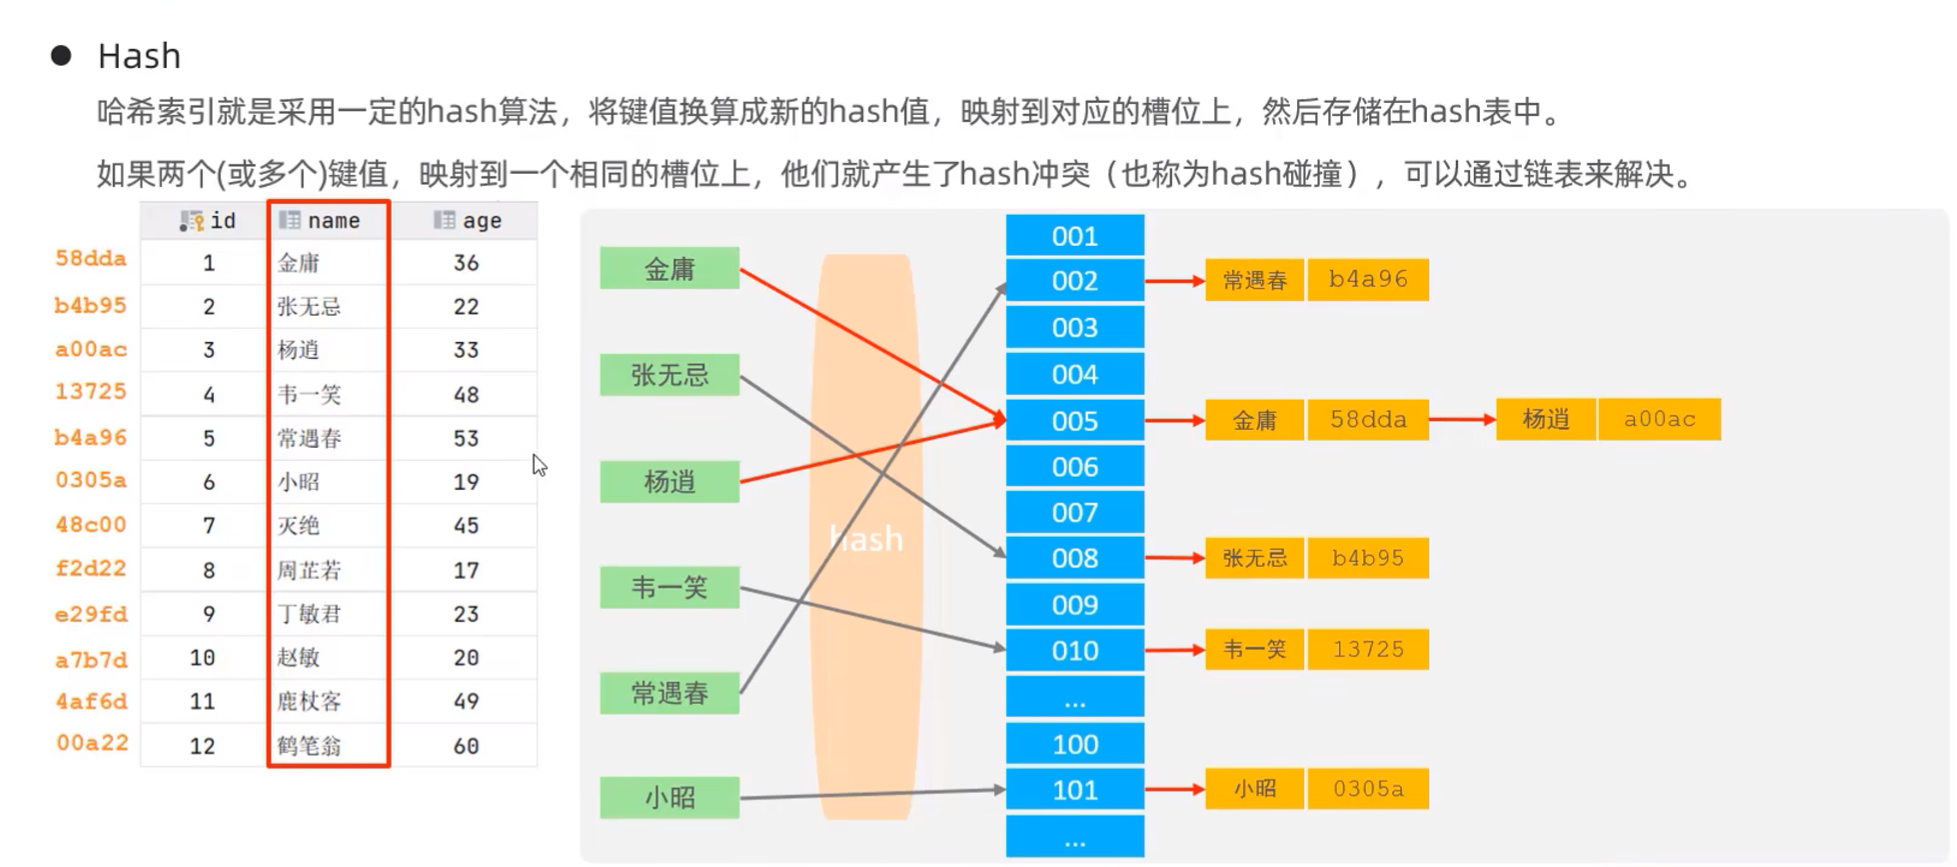 Hash
哈希索引就是采用一定的hash算法，将键值换算成新的hash值，映射到对应的槽位上，然后存储在hash表中。
如果两个(或多个)键值，映射到一个相同的槽位上，他们就产生了hash冲突（也称为hash碰撞），可以通过链表来解决。
id name age
58dda 1 金庸 36
b4b95 2 张无忌 22
a00ac 3 杨逍 33
13725 4 韦一笑 48
b4a96 5 常遇春 53
0305a 6 小昭 19
48c00 7 灭绝 45
f2d22 8 周芷若 17
e29fd 9 丁敏君 23
a7b7d 10 赵敏 20
4af6d 11 鹿杖客 49
00a22 12 鹤笔翁 60
金庸
张无忌
杨逍
韦一笑
常遇春
小昭
hash
001
002 常遇春 b4a96
003
004
005 金庸 58dda 杨逍 a00ac
006
007
008 张无忌 b4b95
009
010 韦一笑 13725
...
100
101 小昭 0305a
...